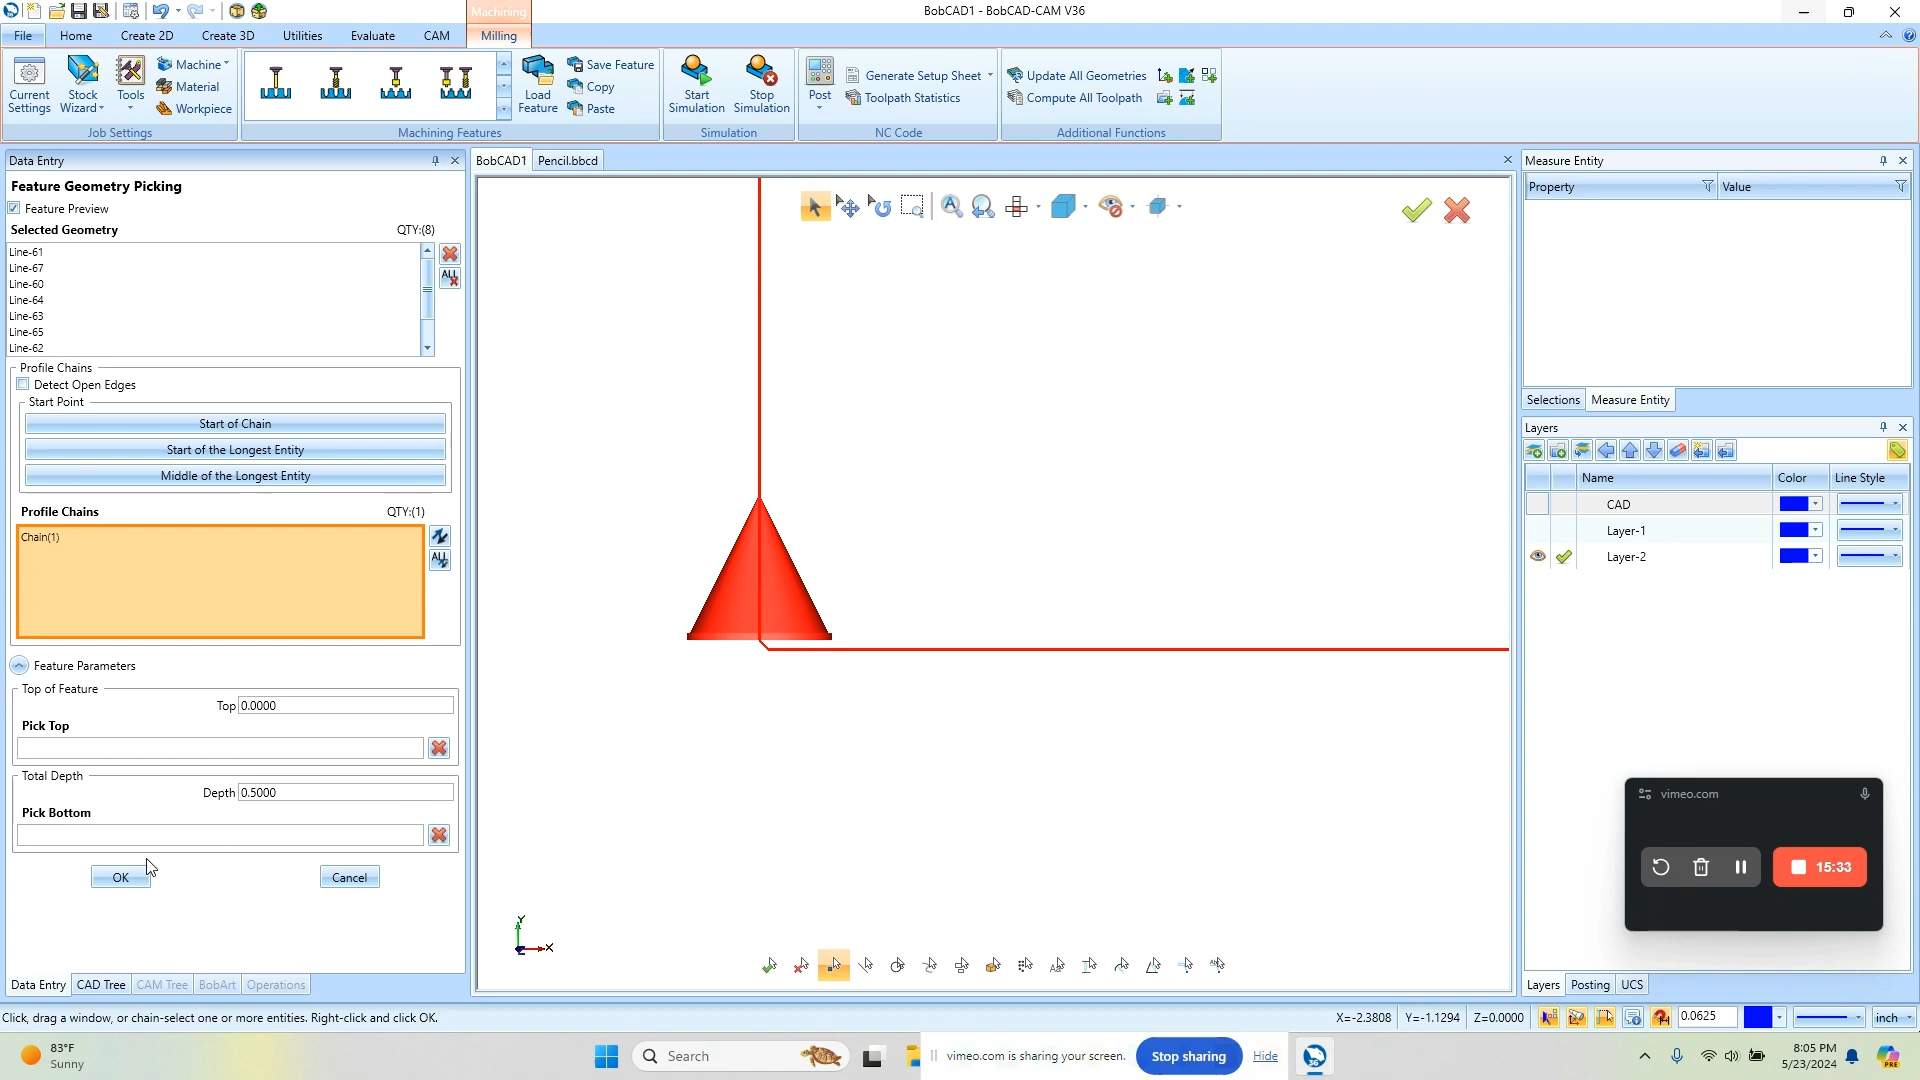 BobCAD1 - BobCAD-CAM V36
Machining
File Home Create 2D Create 3D Utilities Evaluate CAM Milling
Current Settings
Stock Wizard
Tools
Machine
Material
Workpiece
Job Settings
Load Feature
Save Feature
Copy
Paste
Machining Features
Start Simulation
Stop Simulation
Simulation
Post
Generate Setup Sheet
Toolpath Statistics
NC Code
Update All Geometries
Compute All Toolpath
Additional Functions
Data Entry
Feature Geometry Picking
Feature Preview
Selected Geometry QTY:(8)
Line-61
Line-67
Line-60
Line-64
Line-63
Line-65
Line-62
ALL
Profile Chains
Detect Open Edges
Start Point
Start of Chain
Start of the Longest Entity
Middle of the Longest Entity
Profile Chains QTY:(1)
Chain(1)
ALL
Feature Parameters
Top of Feature
Top 0.0000
Pick Top
Total Depth
Depth 0.5000
Pick Bottom
OK Cancel
Data Entry CAD Tree CAM Tree BobArt Operations
BobCAD1 Pencil.bbcd
Y
X
Measure Entity
Property Value
Selections Measure Entity
Layers
Name Color Line Style
CAD
Layer-1
Layer-2
vimeo.com
15:33
Layers Posting UCS
Click, drag a window, or chain-select one or more entities. Right-click and click OK.
X=-2.3808 Y=-1.1294 Z=0.0000 0.0625 inch
83°F
Sunny
Search
vimeo.com is sharing your screen. Stop sharing Hide
8:05 PM
5/23/2024
PRE